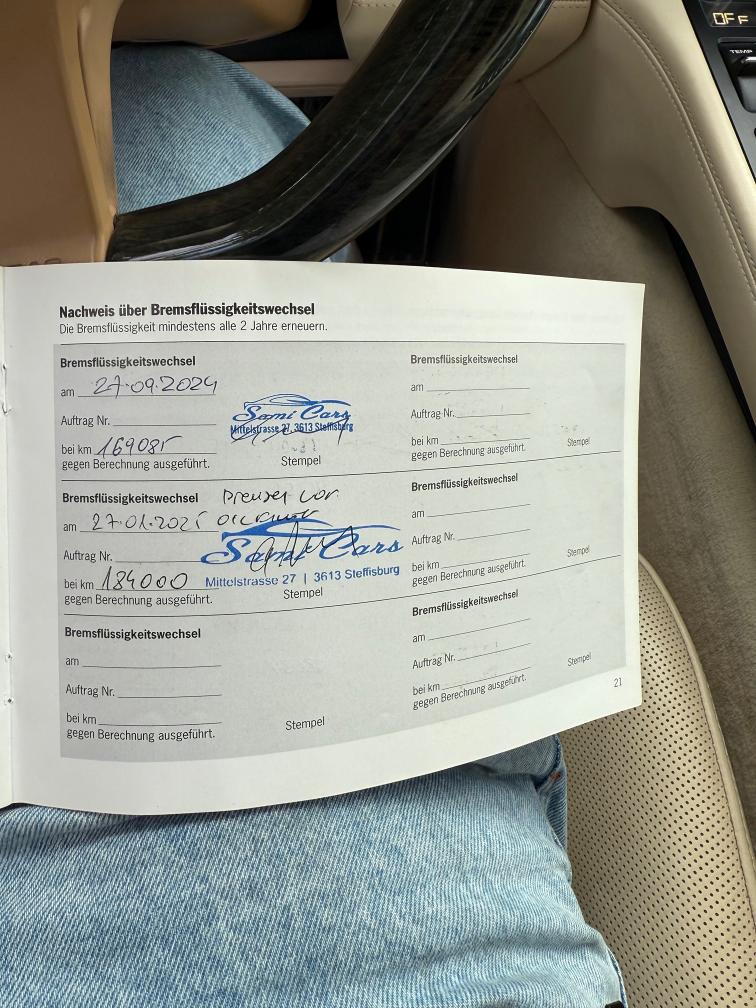 OFF
TEMP
Nachweis über Bremsflüssigkeitswechsel
Die Bremsflüssigkeit mindestens alle 2 Jahre erneuern.
Bremsflüssigkeitswechsel
am 27.09.2024
Auftrag Nr.
bei km 169085
gegen Berechnung ausgeführt.
Sami Cars
Mittelstrasse 27, 3613 Steffisburg
Stempel
Bremsflüssigkeitswechsel
am
Auftrag Nr.
bei km
gegen Berechnung ausgeführt.
Stempel
Bremsflüssigkeitswechsel
am 27.01.2025
Auftrag Nr.
bei km 184000
gegen Berechnung ausgeführt.
Sami Cars
Mittelstrasse 27 | 3613 Steffisburg
Stempel
Bremsflüssigkeitswechsel
am
Auftrag Nr.
bei km
gegen Berechnung ausgeführt.
Stempel
Bremsflüssigkeitswechsel
am
Auftrag Nr.
bei km
gegen Berechnung ausgeführt.
Stempel
Bremsflüssigkeitswechsel
am
Auftrag Nr.
bei km
gegen Berechnung ausgeführt.
Stempel
21